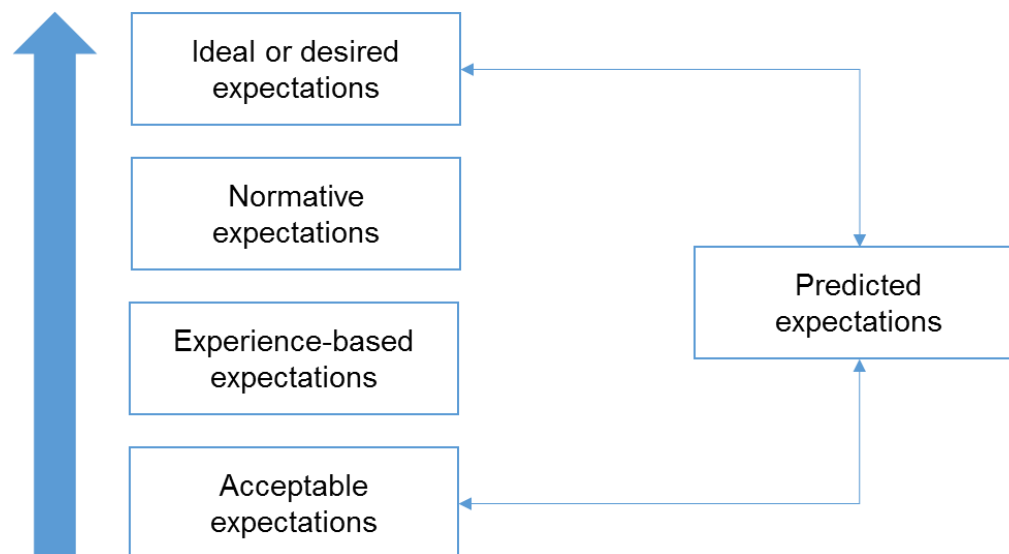 Ideal or desired
expectations
Normative
expectations
Experience-based
expectations
Acceptable
expectations
Predicted
expectations